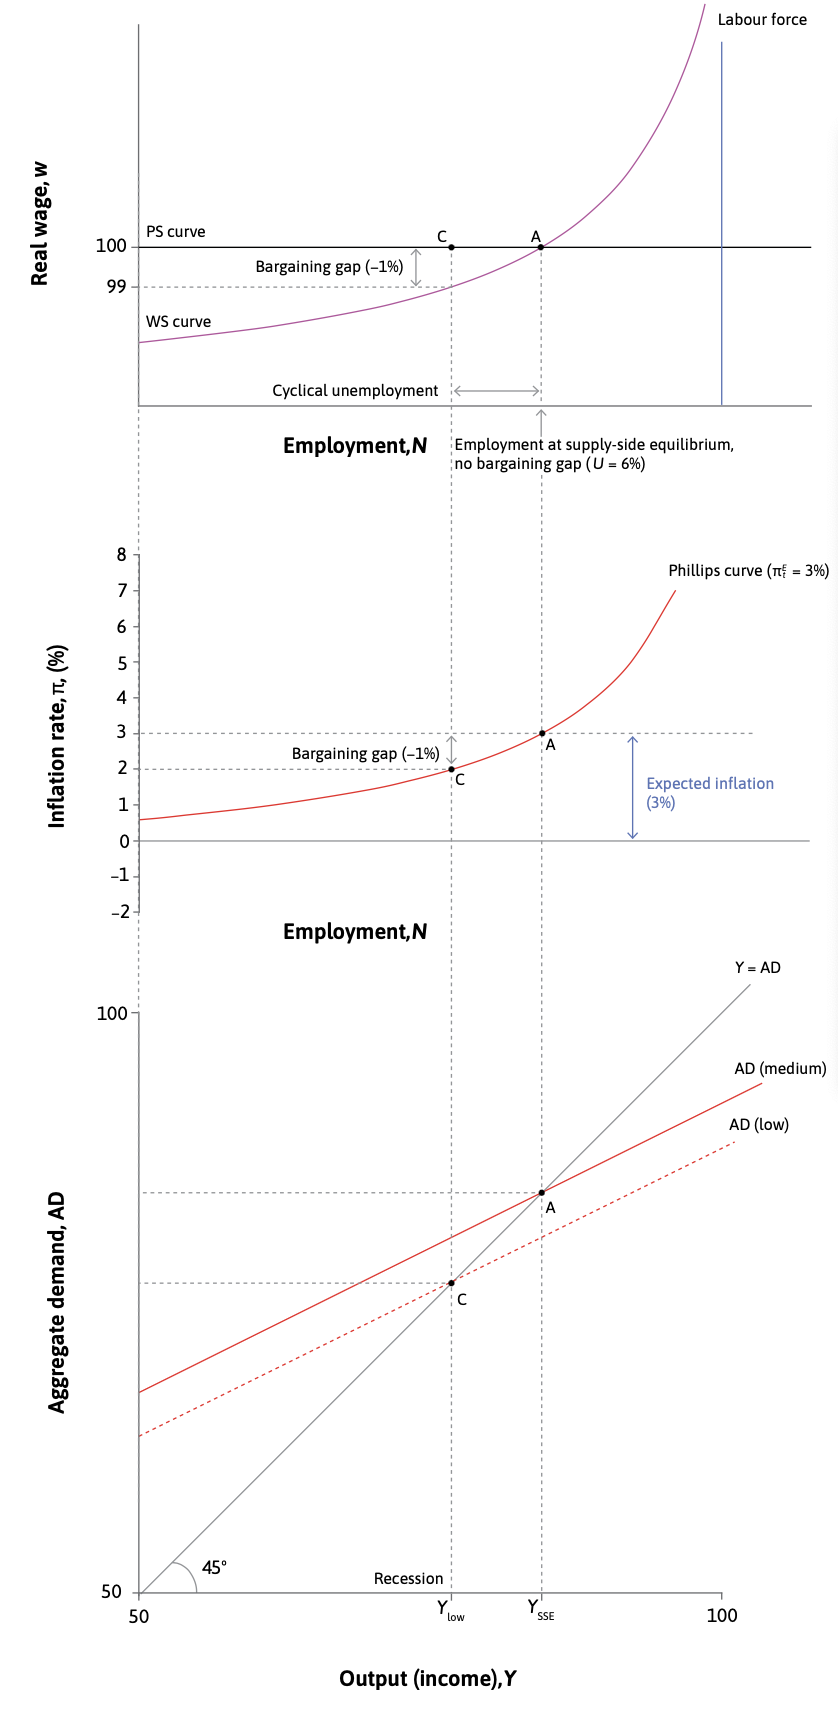 Labour force
Real wage, w
PS curve
C
A
100
Bargaining gap (–1%)
99
WS curve
Cyclical unemployment
Employment, N
Employment at supply-side equilibrium,
no bargaining gap (U = 6%)
8
Phillips curve (πᴱₜ = 3%)
7
6
5
4
3
2
1
0
–1
–2
Inflation rate, π, (%)
Bargaining gap (–1%)
A
C
Expected inflation
(3%)
Employment, N
Y = AD
100
AD (medium)
AD (low)
Aggregate demand, AD
A
C
45°
Recession
50
50
Ylow
YSSE
100
Output (income), Y